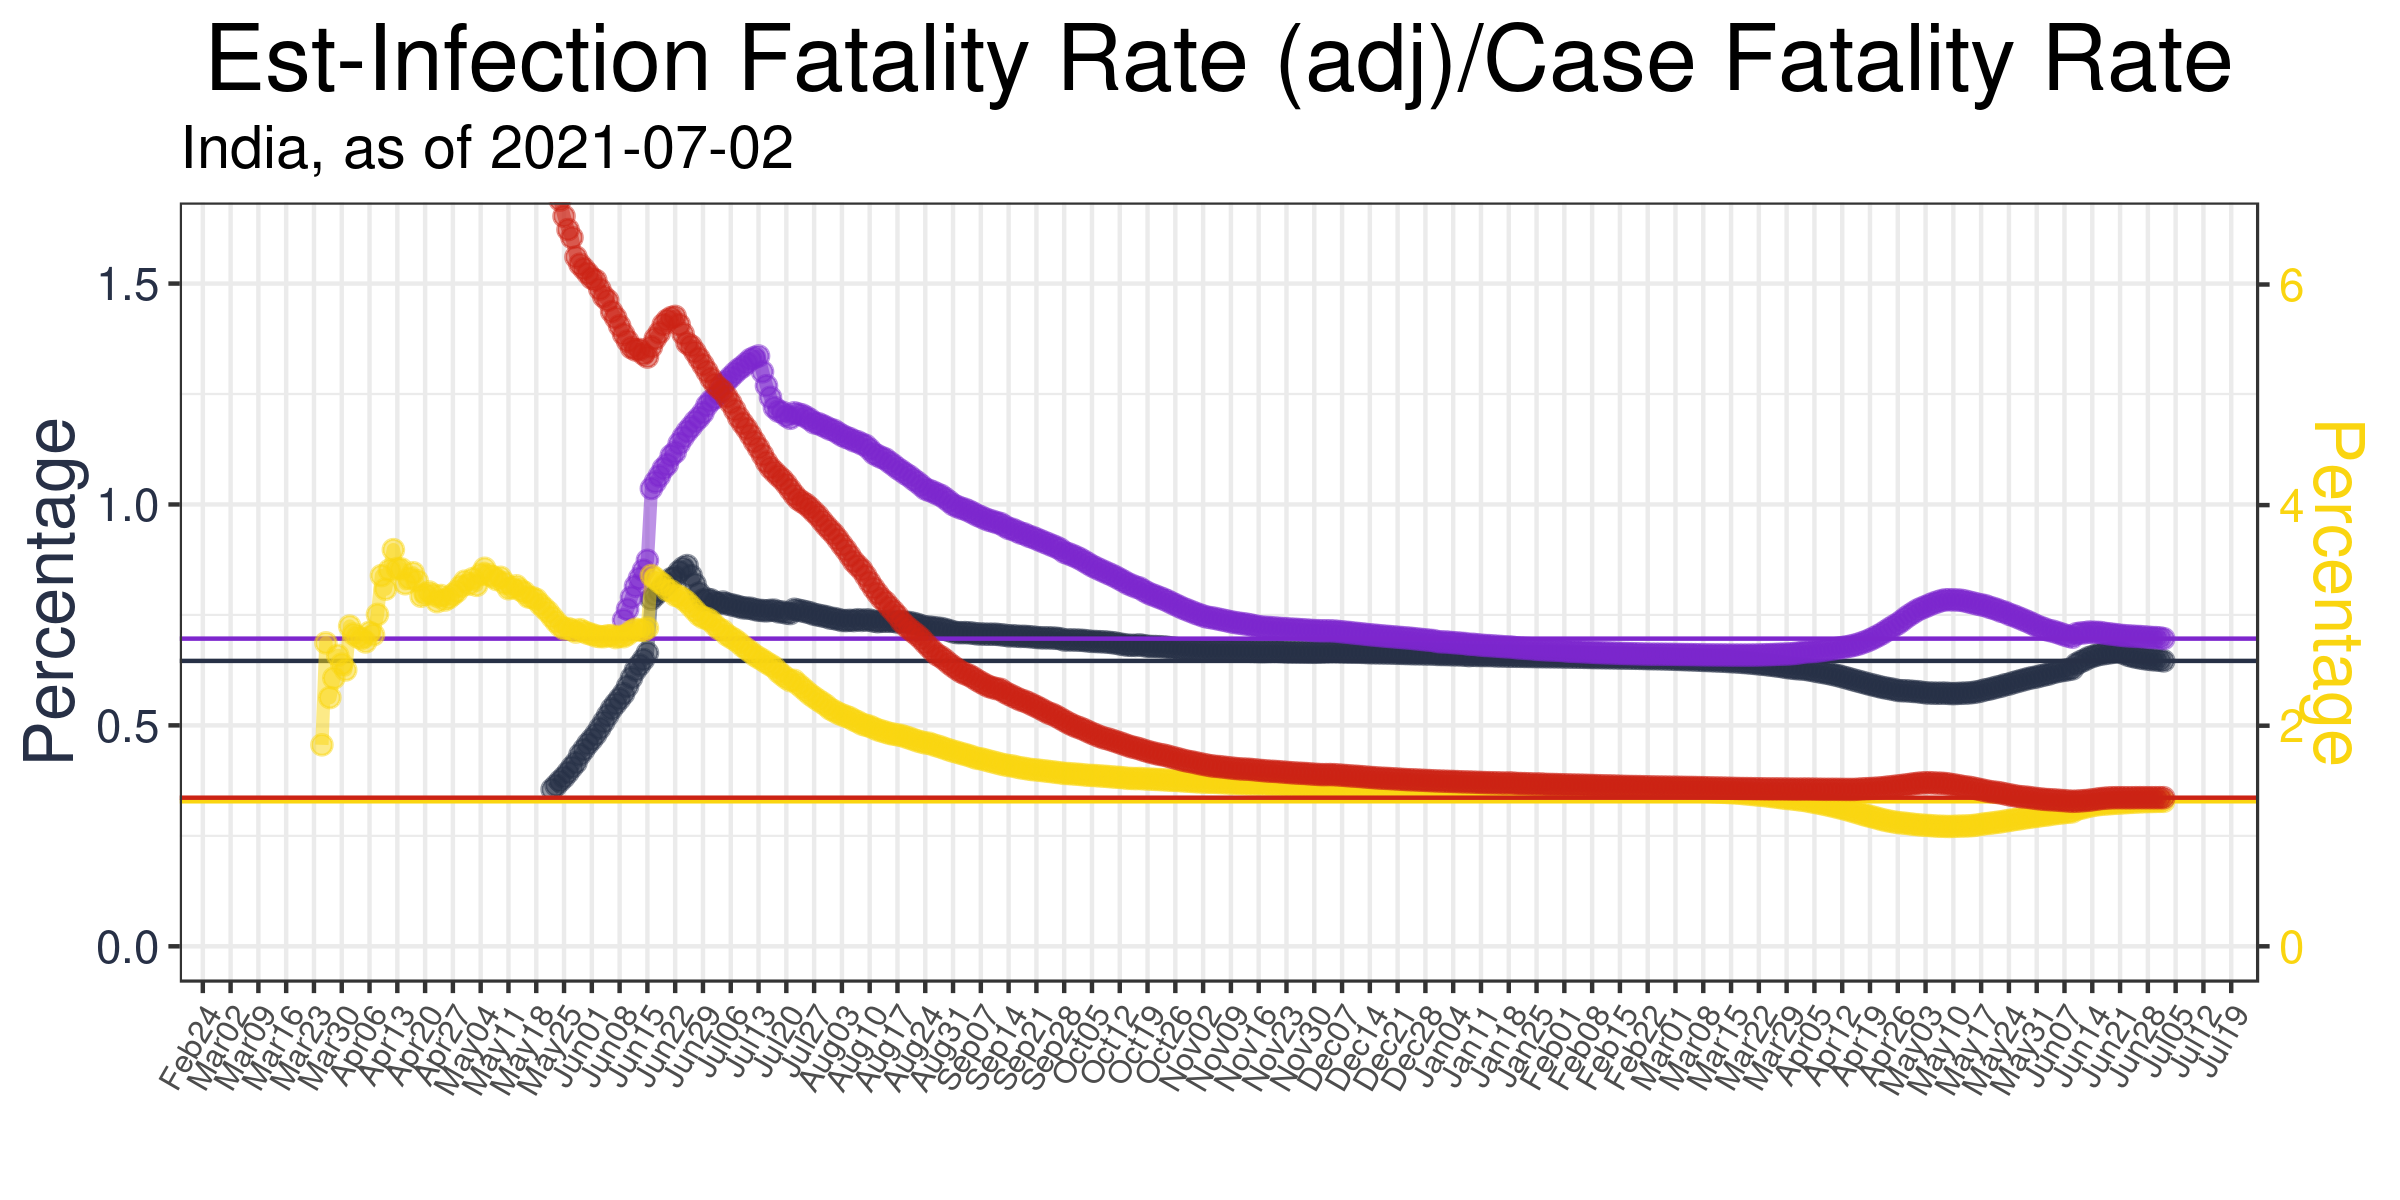 Est-Infection Fatality Rate (adj)/Case Fatality Rate
India, as of 2021-07-02
Percentage
1.5
1.0
0.5
0.0
6
4
2
0
Percentage
Feb24
Mar02
Mar09
Mar16
Mar23
Mar30
Apr06
Apr13
Apr20
Apr27
May04
May11
May18
May25
Jun01
Jun08
Jun15
Jun22
Jun29
Jul06
Jul13
Jul20
Jul27
Aug03
Aug10
Aug17
Aug24
Aug31
Sep07
Sep14
Sep21
Sep28
Oct05
Oct12
Oct19
Oct26
Nov02
Nov09
Nov16
Nov23
Nov30
Dec07
Dec14
Dec21
Dec28
Jan04
Jan11
Jan18
Jan25
Feb01
Feb08
Feb15
Feb22
Mar01
Mar08
Mar15
Mar22
Mar29
Apr05
Apr12
Apr19
Apr26
May03
May10
May17
May24
May31
Jun07
Jun14
Jun21
Jun28
Jul05
Jul12
Jul19